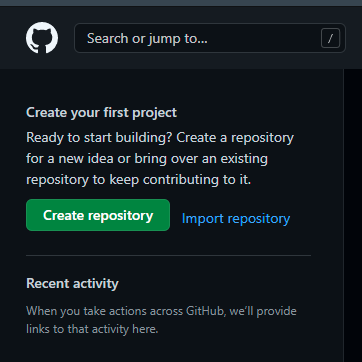 Search or jump to...
/
Create your first project
Ready to start building? Create a repository
for a new idea or bring over an existing
repository to keep contributing to it.
Create repository
Import repository
Recent activity
When you take actions across GitHub, we'll provide
links to that activity here.